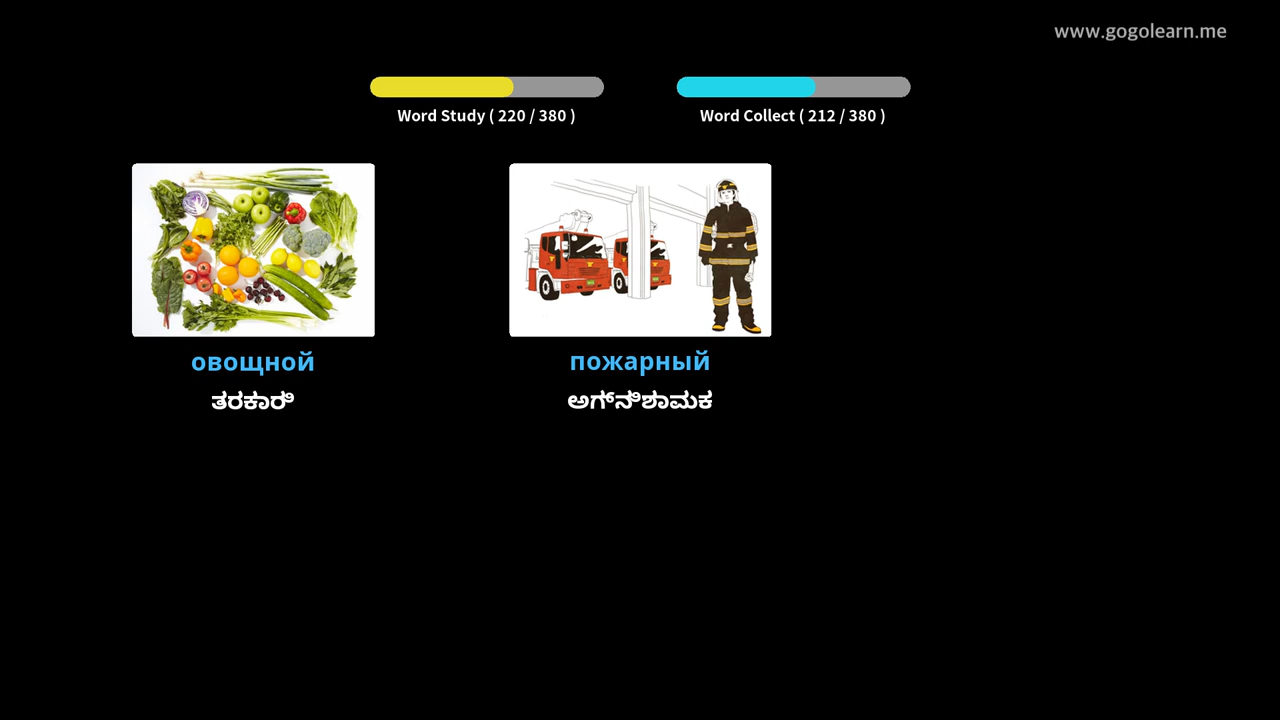 www.gogolearn.me
Word Study ( 220 / 380 )
Word Collect ( 212 / 380 )
овощной
пожарный
ತರಕಾರಿ
ಅಗ್ನಿಶಾಮಕ